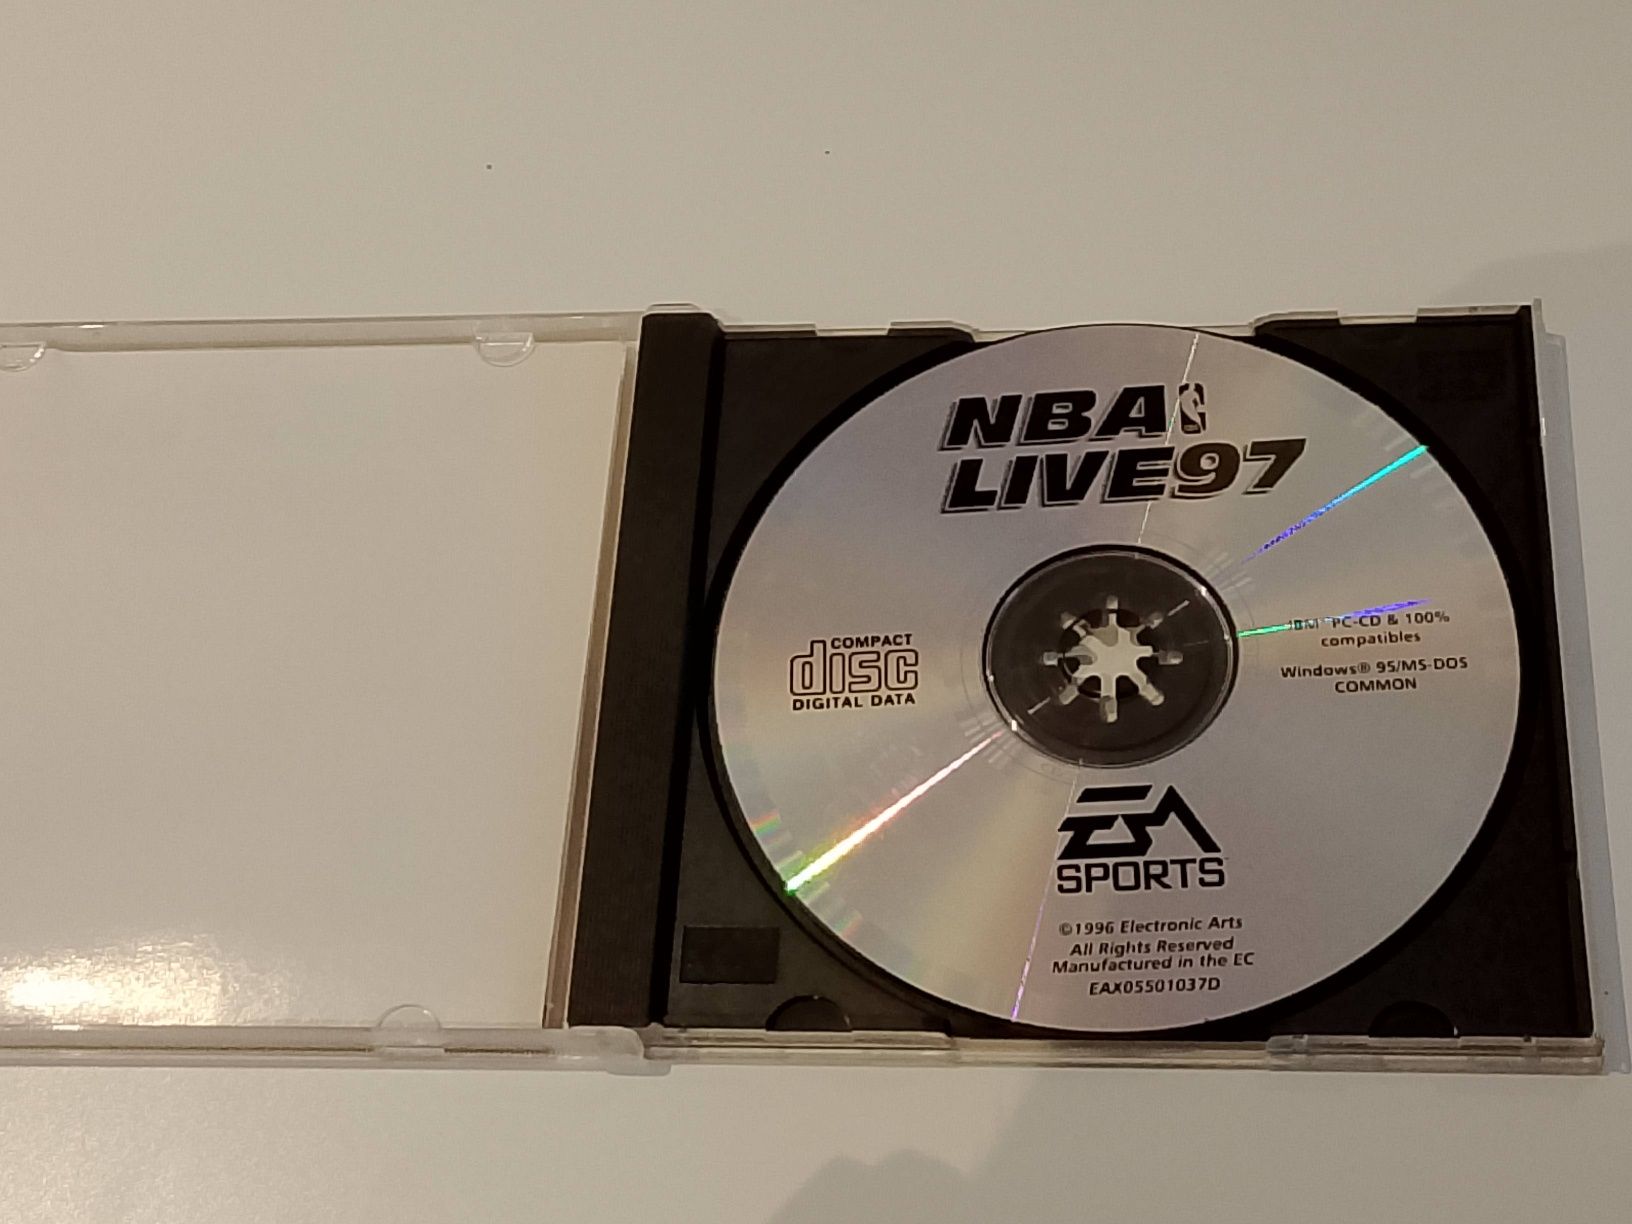 NBA
LIVE97
COMPACT
disc
DIGITAL DATA
IBM PC-CD & 100%
compatibles
Windows® 95/MS-DOS
COMMON
EA
SPORTS
©1996 Electronic Arts
All Rights Reserved
Manufactured in the EC
EAX05501037D